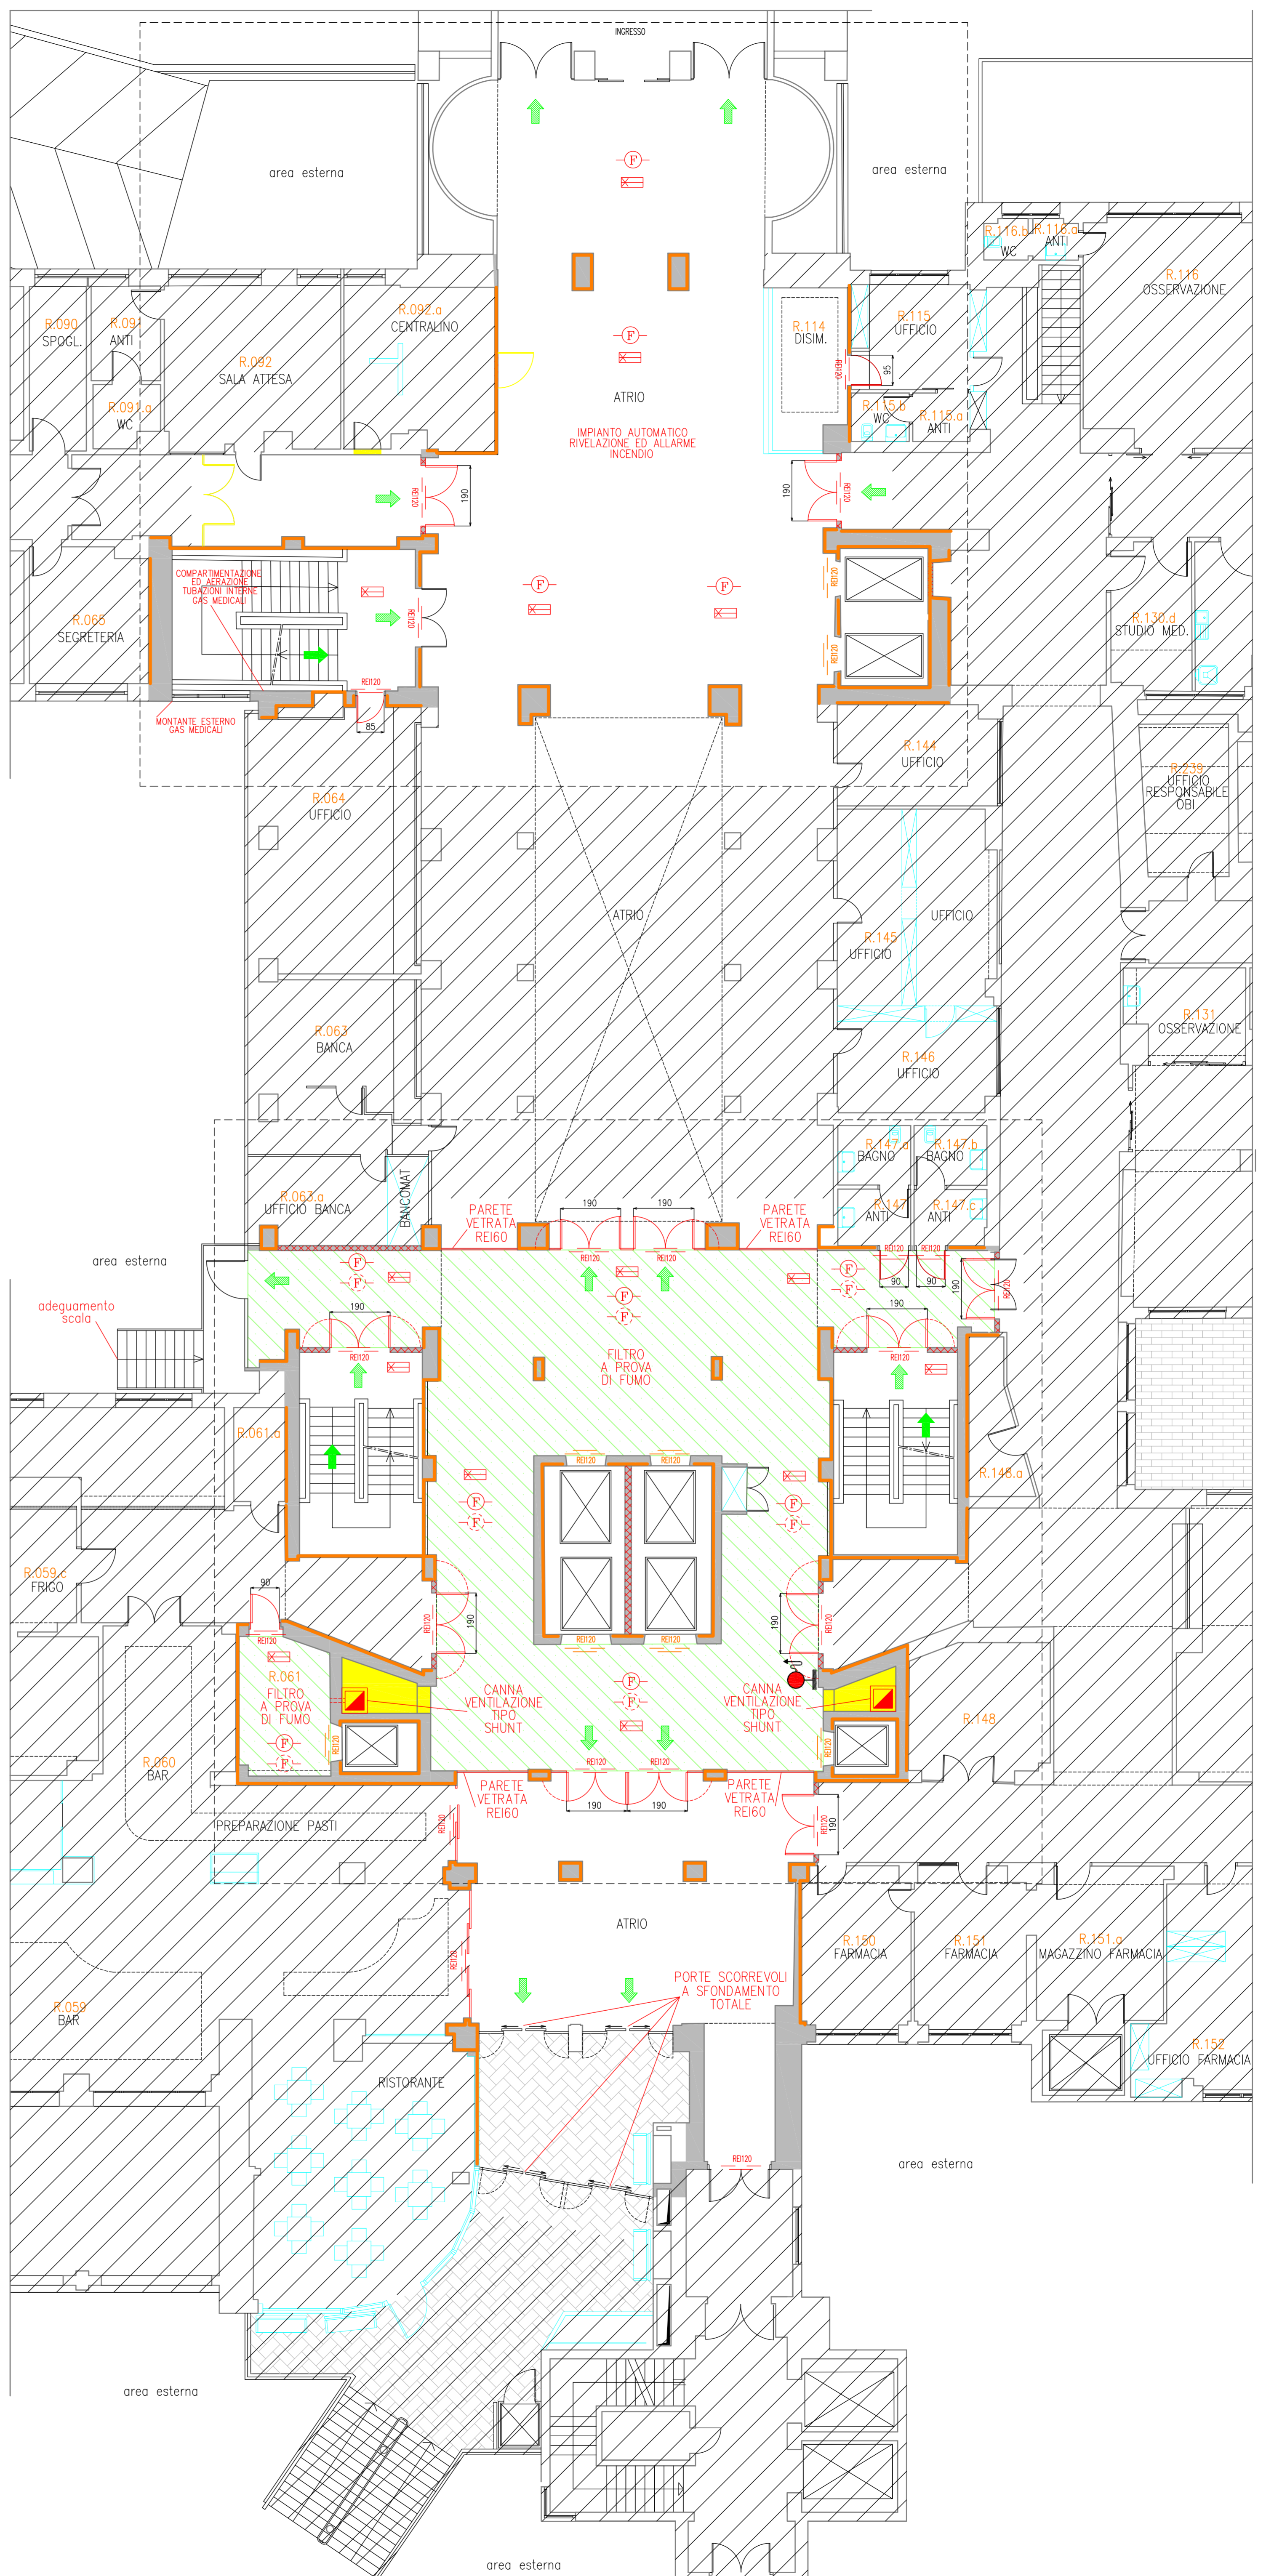 INGRESSO
area esterna
area esterna
F
R.116.b
WC
R.116.a
ANTI
R.116
OSSERVAZIONE
R.090
SPOGL.
R.091
ANTI
R.092
SALA ATTESA
R.092.a
CENTRALINO
R.091.a
WC
F
ATRIO
IMPIANTO AUTOMATICO
RIVELAZIONE ED ALLARME
INCENDIO
R.114
DISIM.
R.115
UFFICIO
REI120
95
R.115.b
WC
R.115.a
ANTI
REI120
190
190
REI120
COMPARTIMENTAZIONE
ED AERAZIONE
TUBAZIONI INTERNE
GAS MEDICALI
R.065
SEGRETERIA
REI120
F
F
REI120
REI120
R.130.d
STUDIO MED.
REI120
85
MONTANTE ESTERNO
GAS MEDICALI
R.064
UFFICIO
R.144
UFFICIO
R.239
UFFICIO
RESPONSABILE
OBI
ATRIO
R.145
UFFICIO
UFFICIO
R.063
BANCA
R.146
UFFICIO
R.131
OSSERVAZIONE
R.063.a
UFFICIO BANCA
BANCOMAT
R.147.a
BAGNO
R.147.b
BAGNO
R.147
ANTI
R.147.c
ANTI
PARETE
VETRATA
REI60
190
190
PARETE
VETRATA
REI60
area esterna
adeguamento
scala
F
F
REI120
REI120
F
F
F
F
REI120
REI120
90
90
190
REI120
190
REI120
190
REI120
FILTRO
A PROVA
DI FUMO
R.061.a
R.148.a
REI120
REI120
F
F
F
F
R.059.c
FRIGO
90
REI120
REI120
190
190
REI120
REI120
REI120
R.061
FILTRO
A PROVA
DI FUMO
F
F
REI120
CANNA
VENTILAZIONE
TIPO
SHUNT
F
F
CANNA
VENTILAZIONE
TIPO
SHUNT
REI120
R.148
R.060
BAR
PREPARAZIONE PASTI
REI120
REI120
PARETE
VETRATA
REI60
190
190
PARETE
VETRATA
REI60
REI120
REI120
190
ATRIO
REI120
R.150
FARMACIA
R.151
FARMACIA
R.151.a
MAGAZZINO FARMACIA
PORTE SCORREVOLI
A SFONDAMENTO
TOTALE
R.059
BAR
RISTORANTE
R.152
UFFICIO FARMACIA
REI120
area esterna
area esterna
area esterna